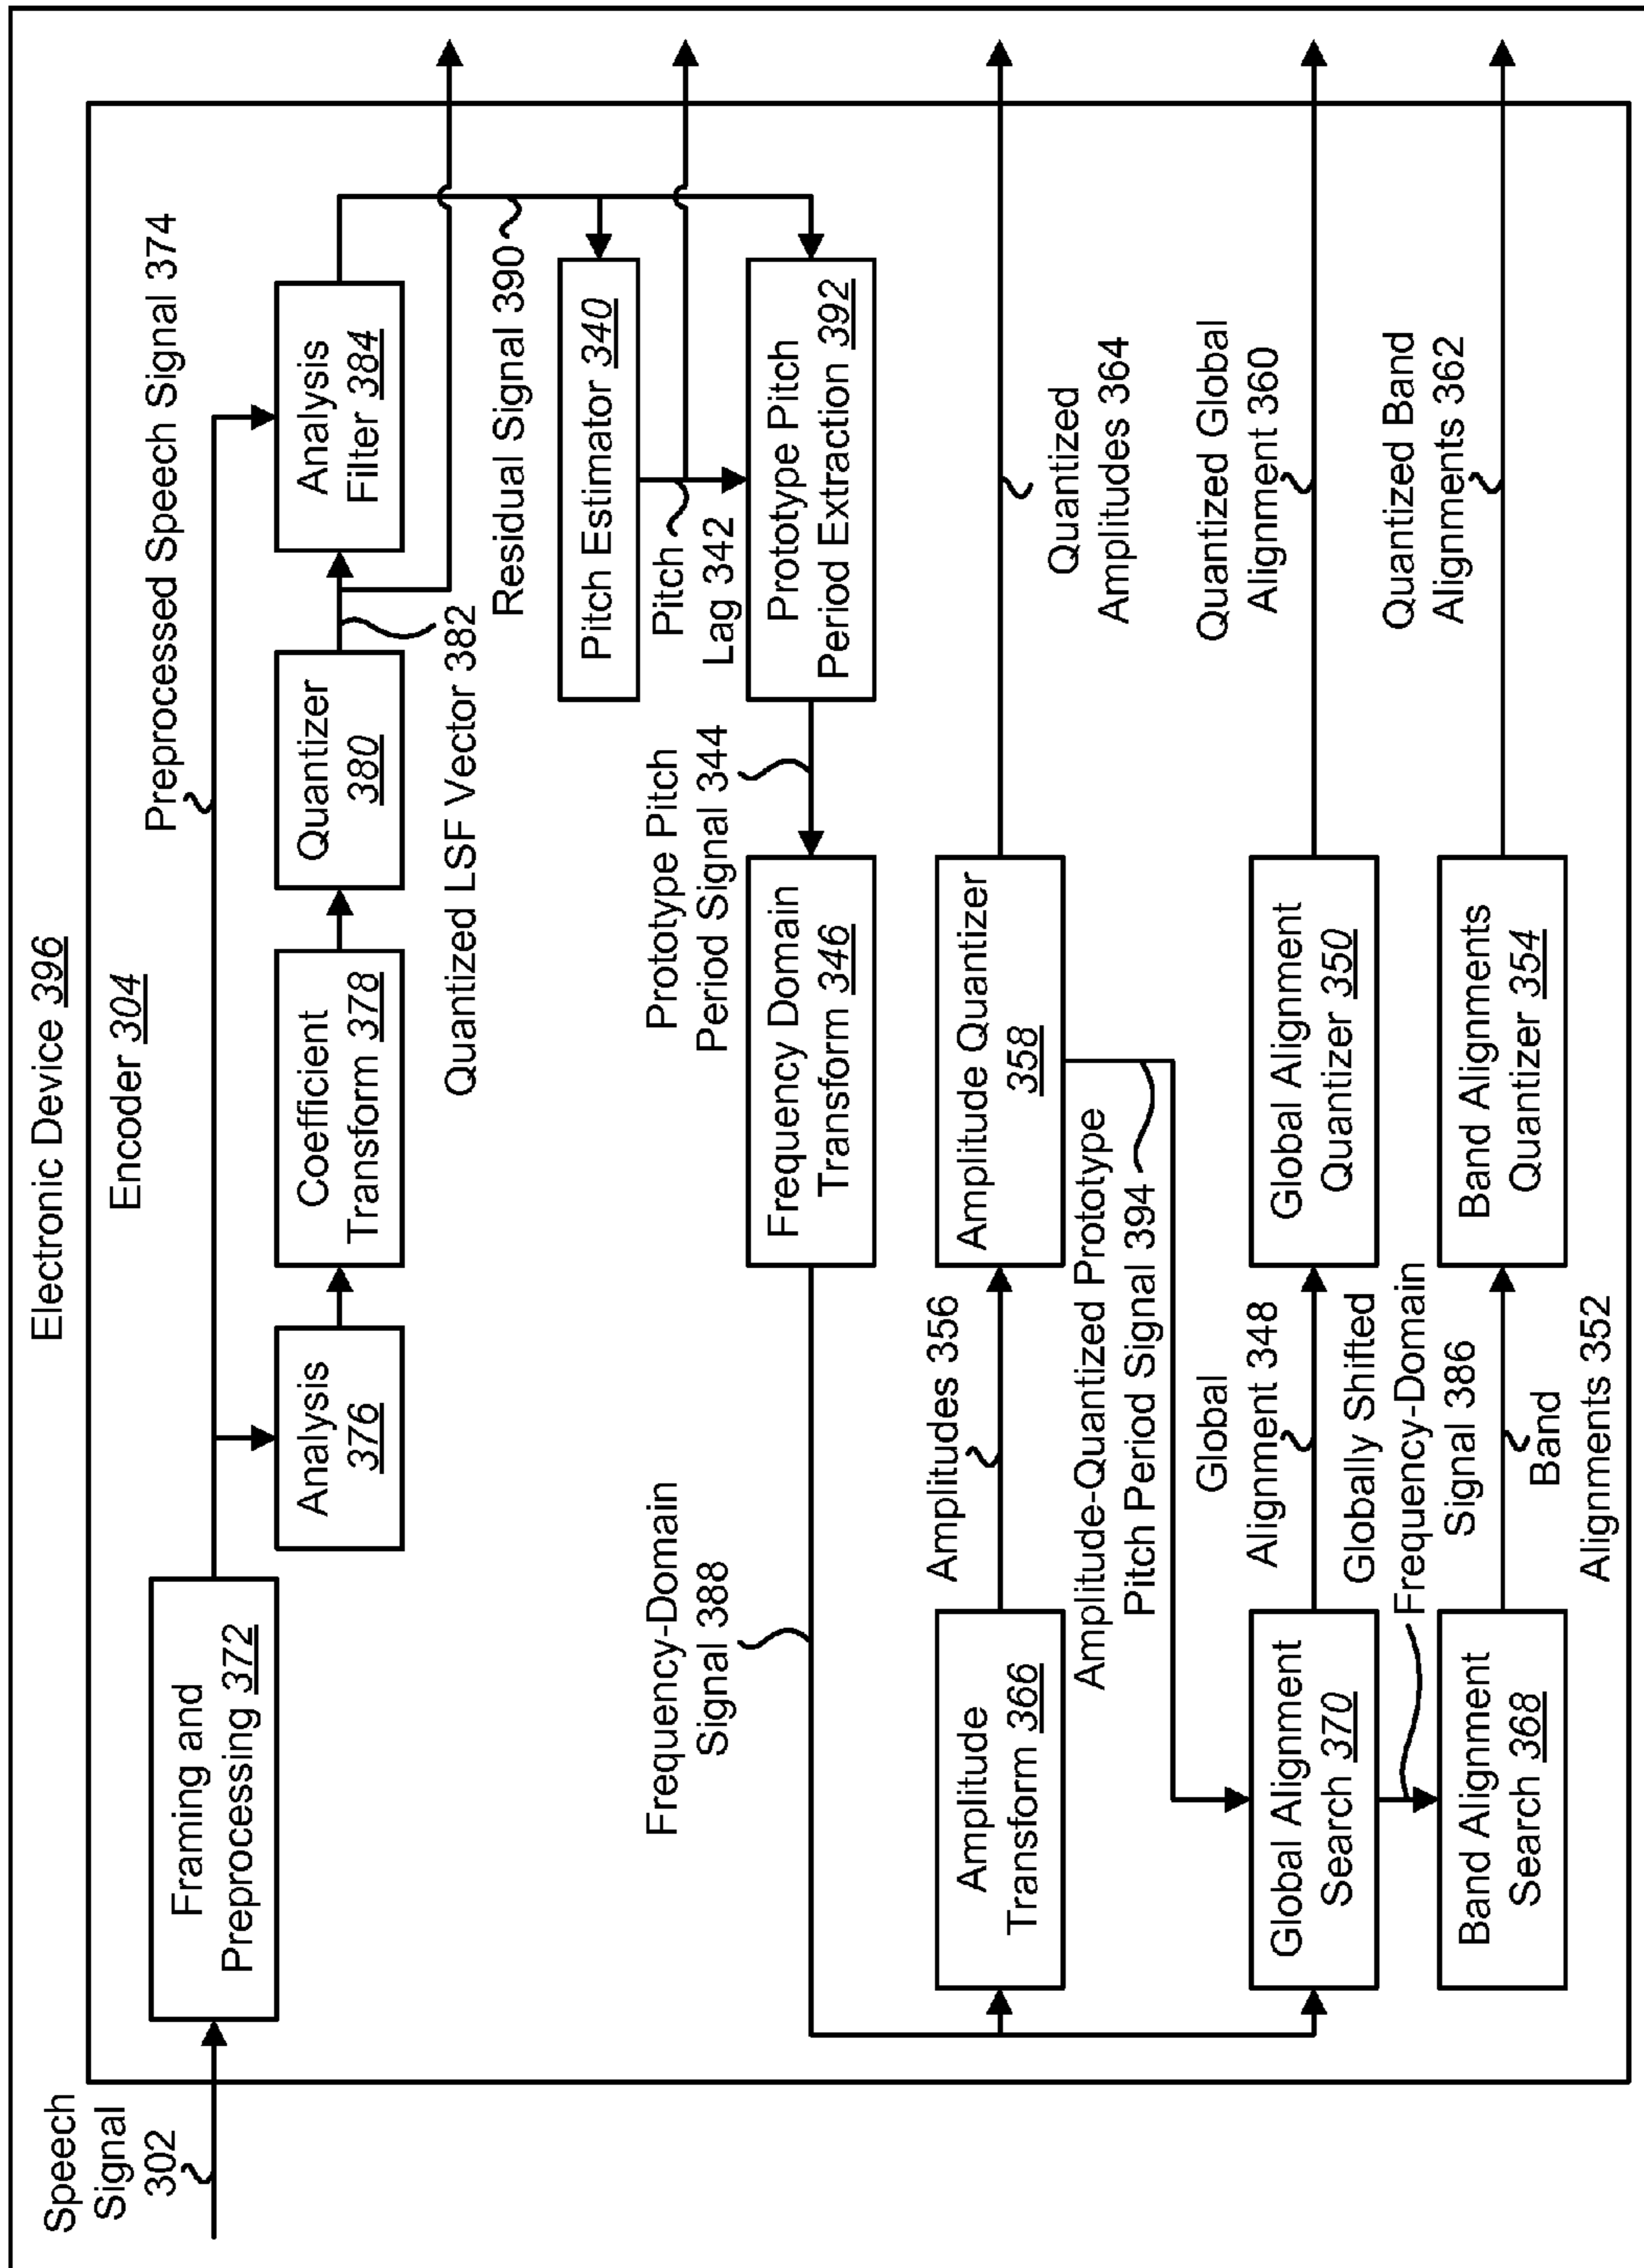 Electronic Device 396
Encoder 304
Speech
Signal
302
Framing and
Preprocessing 372
Preprocessed Speech Signal 374
Analysis
376
Coefficient
Transform 378
Quantizer
380
Quantized LSF Vector 382
Analysis
Filter 384
Residual Signal 390
Pitch Estimator 340
Pitch
Lag 342
Prototype Pitch
Period Extraction 392
Prototype Pitch
Period Signal 344
Frequency Domain
Transform 346
Frequency-Domain
Signal 388
Amplitude
Transform 366
Amplitudes 356
Amplitude Quantizer
358
Quantized
Amplitudes 364
Amplitude-Quantized Prototype
Pitch Period Signal 394
Global Alignment
Search 370
Global
Alignment 348
Global Alignment
Quantizer 350
Quantized Global
Alignment 360
Globally Shifted
Frequency-Domain
Signal 386
Band Alignment
Search 368
Band
Alignments 352
Band Alignments
Quantizer 354
Quantized Band
Alignments 362